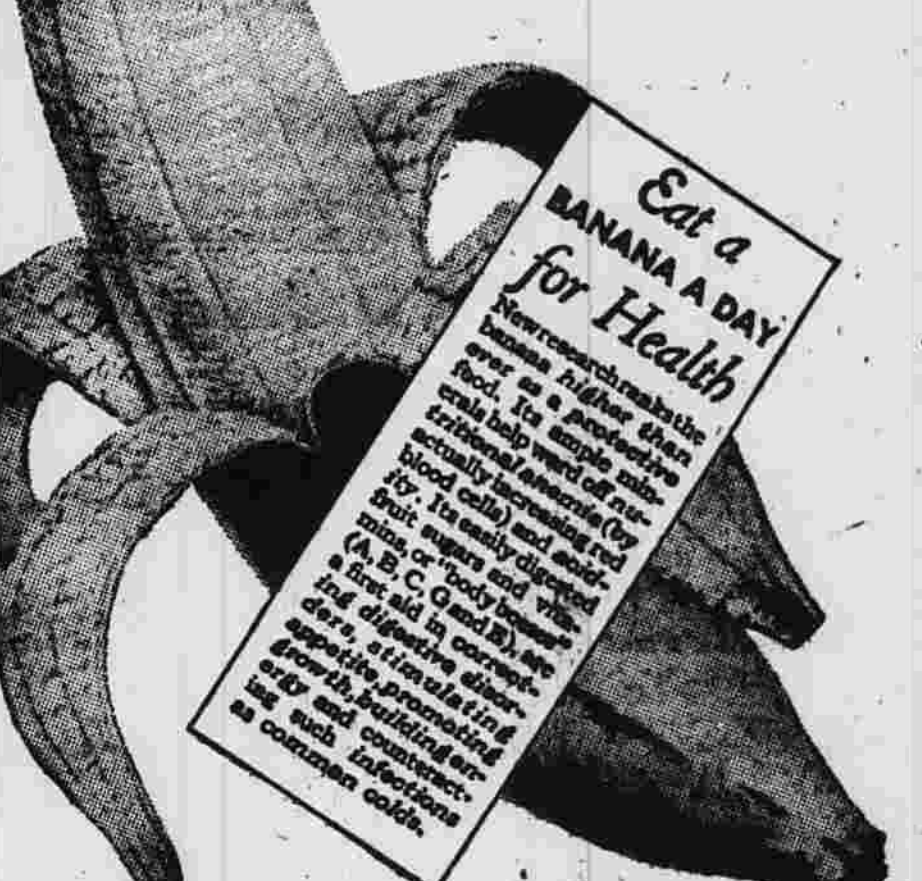 Eat a
BANANA A DAY
for Health
New research ranks the
banana higher than
ever as a protective
food. Its ample min-
erals help ward off nu-
tritional anemia (by
actually increasing red
blood cells) and acid-
ity. Its easily digested
fruit sugars and vita-
mins, or "body boosters"
(A, B, C, G and E), are
a first aid in correct-
ing digestive disor-
ders, stimulating
appetite, promoting
growth, building en-
ergy and counteract-
ing such infections
as common colds.